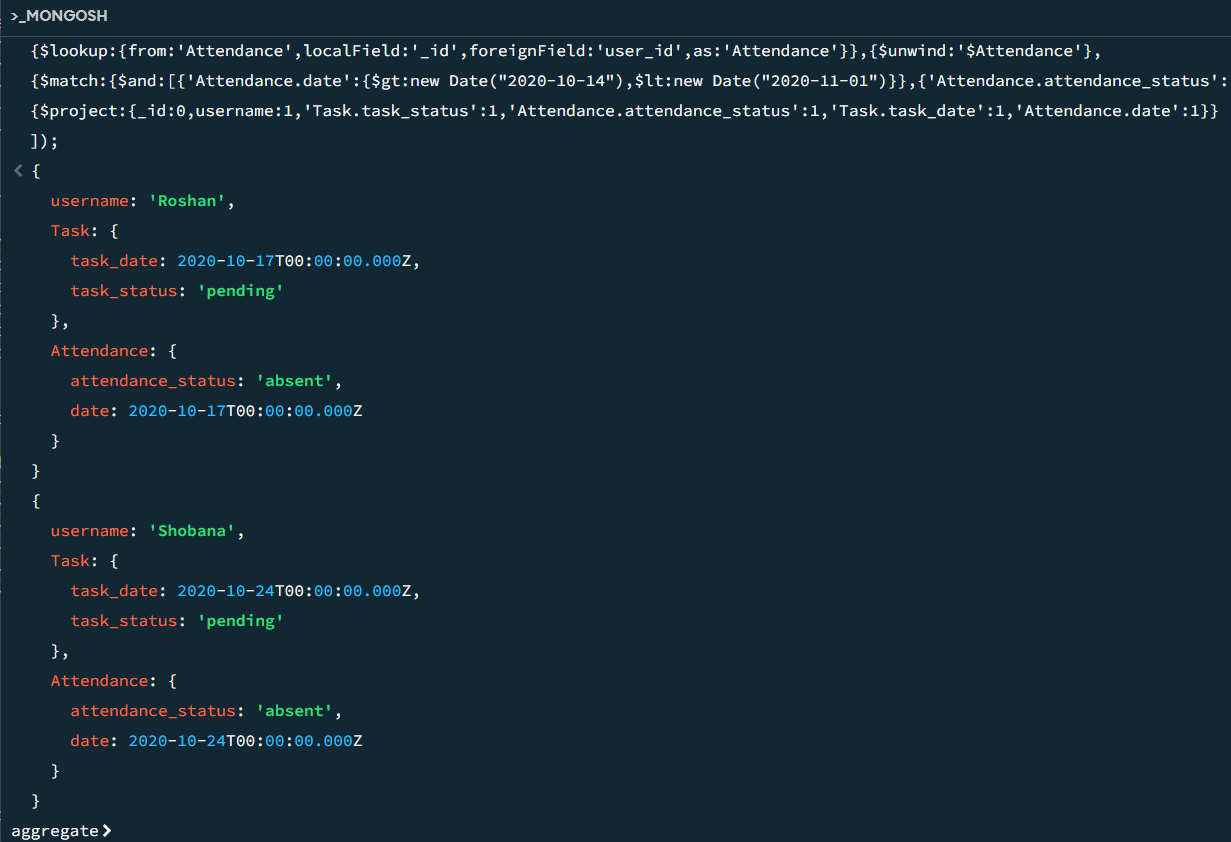 >_MONGOSH
{$lookup:{from:'Attendance',localField:'_id',foreignField:'user_id',as:'Attendance'}},{$unwind:'$Attendance'},
{$match:{$and:[{'Attendance.date':{$gt:new Date("2020-10-14"),$lt:new Date("2020-11-01")}},{'Attendance.attendance_status':
{$project:{_id:0,username:1,'Task.task_status':1,'Attendance.attendance_status':1,'Task.task_date':1,'Attendance.date':1}}
]);
< {
username: 'Roshan',
Task: {
task_date: 2020-10-17T00:00:00.000Z,
task_status: 'pending'
},
Attendance: {
attendance_status: 'absent',
date: 2020-10-17T00:00:00.000Z
}
}
{
username: 'Shobana',
Task: {
task_date: 2020-10-24T00:00:00.000Z,
task_status: 'pending'
},
Attendance: {
attendance_status: 'absent',
date: 2020-10-24T00:00:00.000Z
}
}
aggregate>